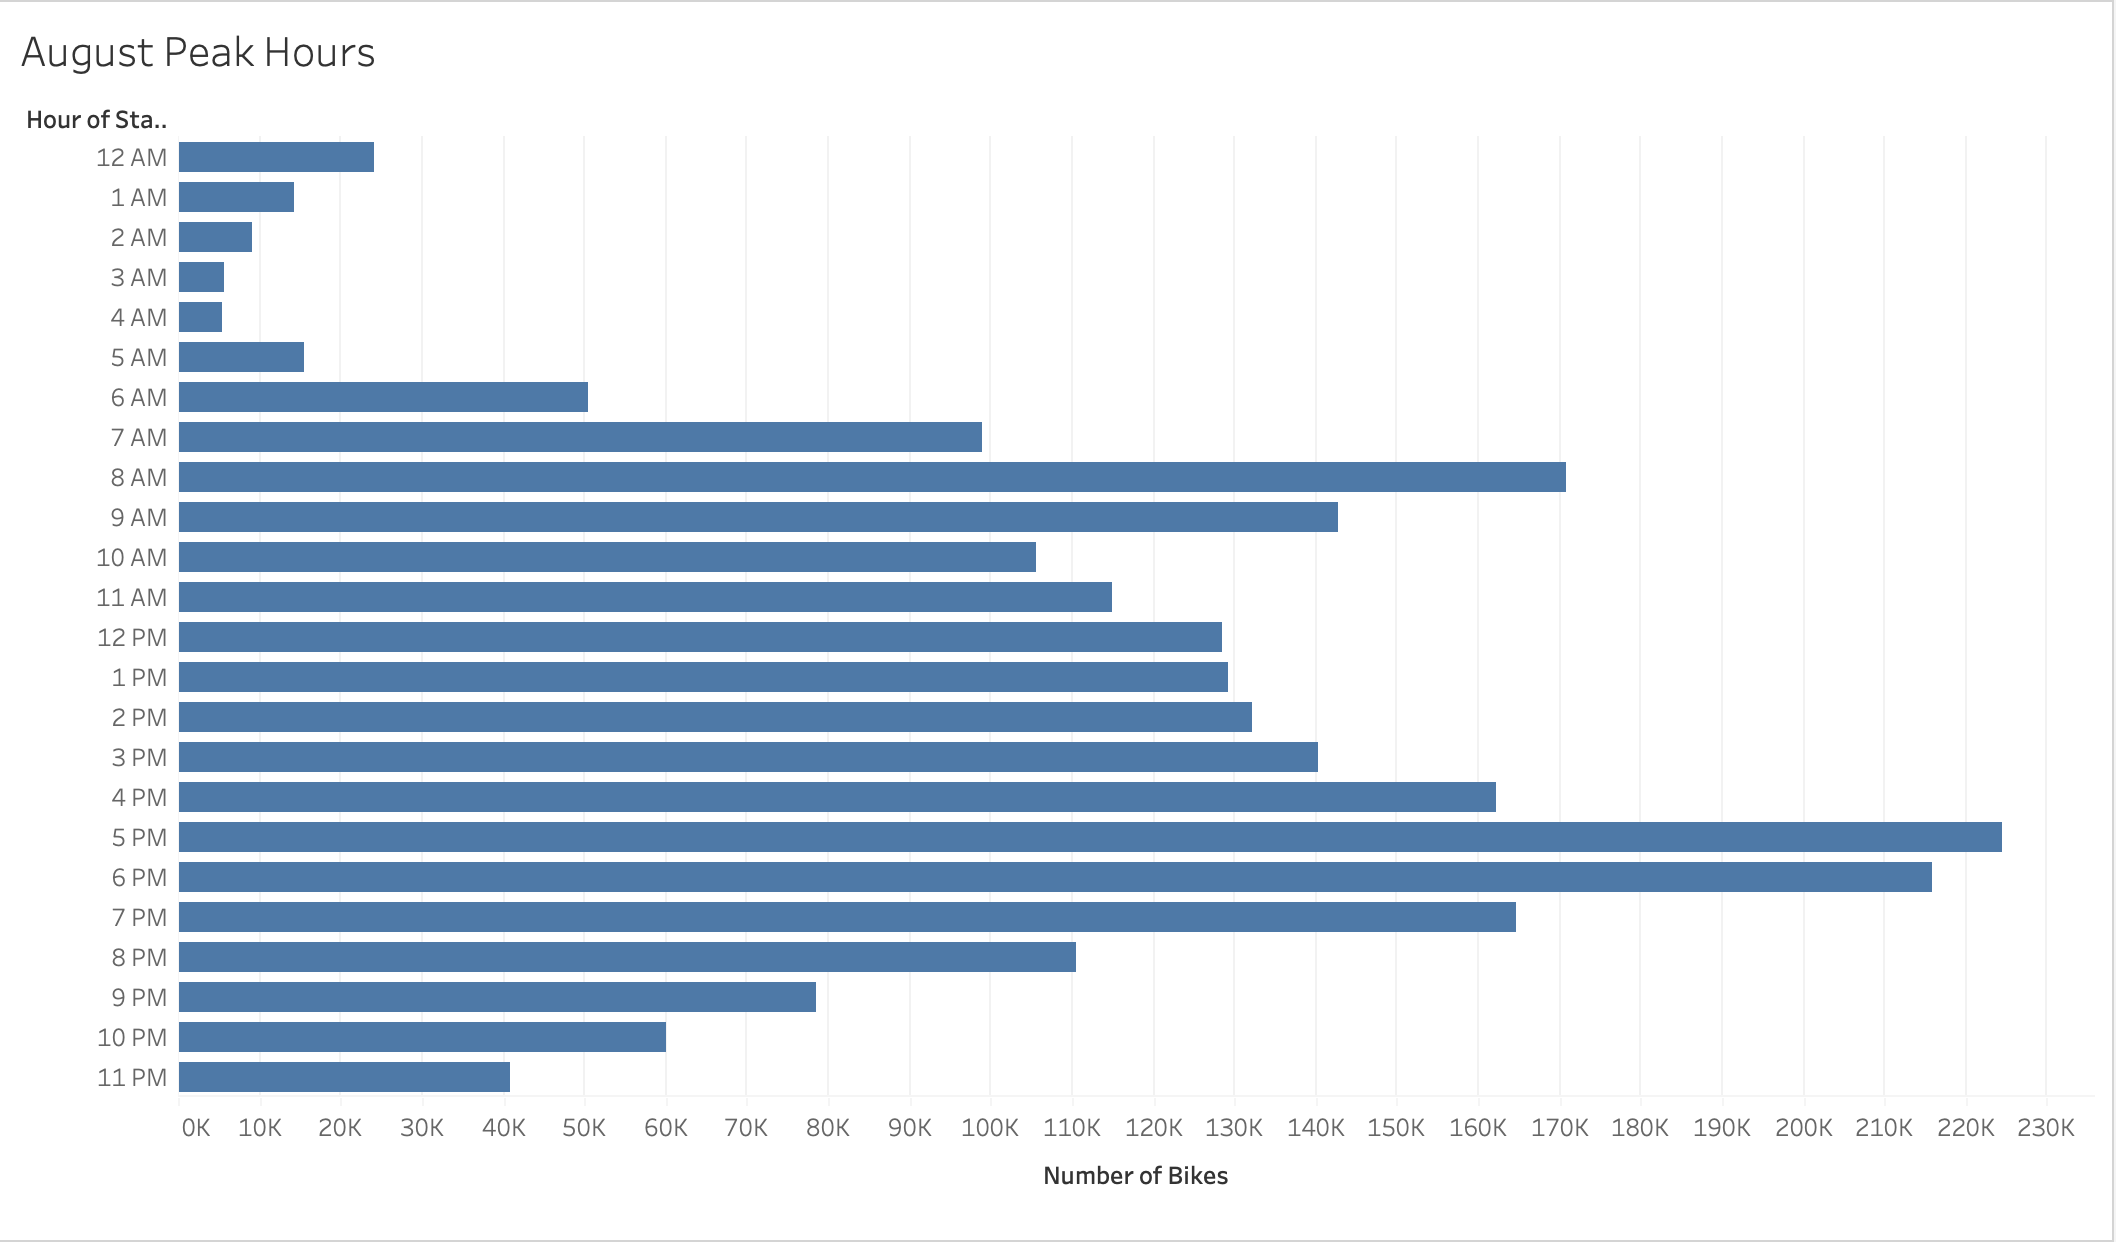 August Peak Hours
Hour of Sta..
12 AM
1 AM
2 AM
3 AM
4 AM
5 AM
6 AM
7 AM
8 AM
9 AM
10 AM
11 AM
12 PM
1 PM
2 PM
3 PM
4 PM
5 PM
6 PM
7 PM
8 PM
9 PM
10 PM
11 PM
0K 10K 20K 30K 40K 50K 60K 70K 80K 90K 100K 110K 120K 130K 140K 150K 160K 170K 180K 190K 200K 210K 220K 230K
Number of Bikes